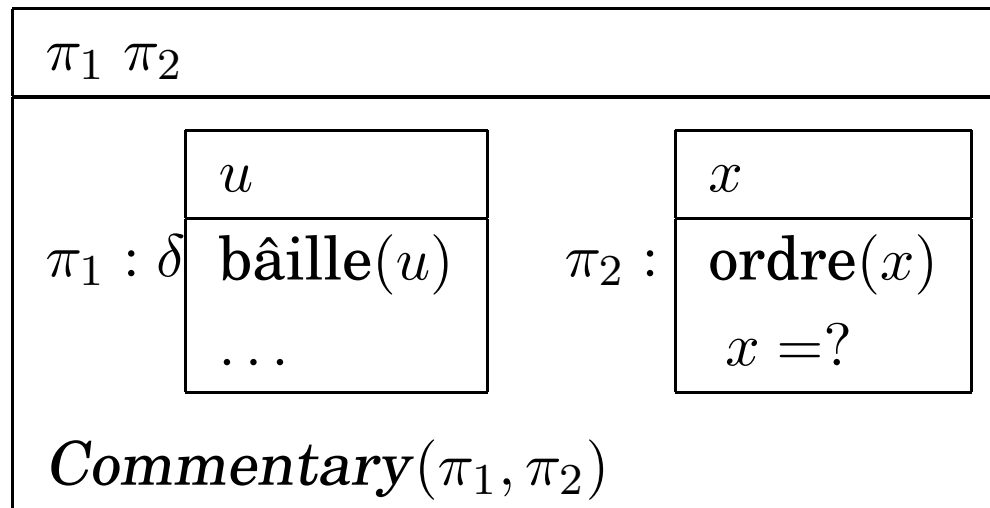 π₁ π₂
u
x
π₁ : δ
bâille(u)
π₂ :
ordre(x)
. . .
x =?
Commentary(π₁, π₂)